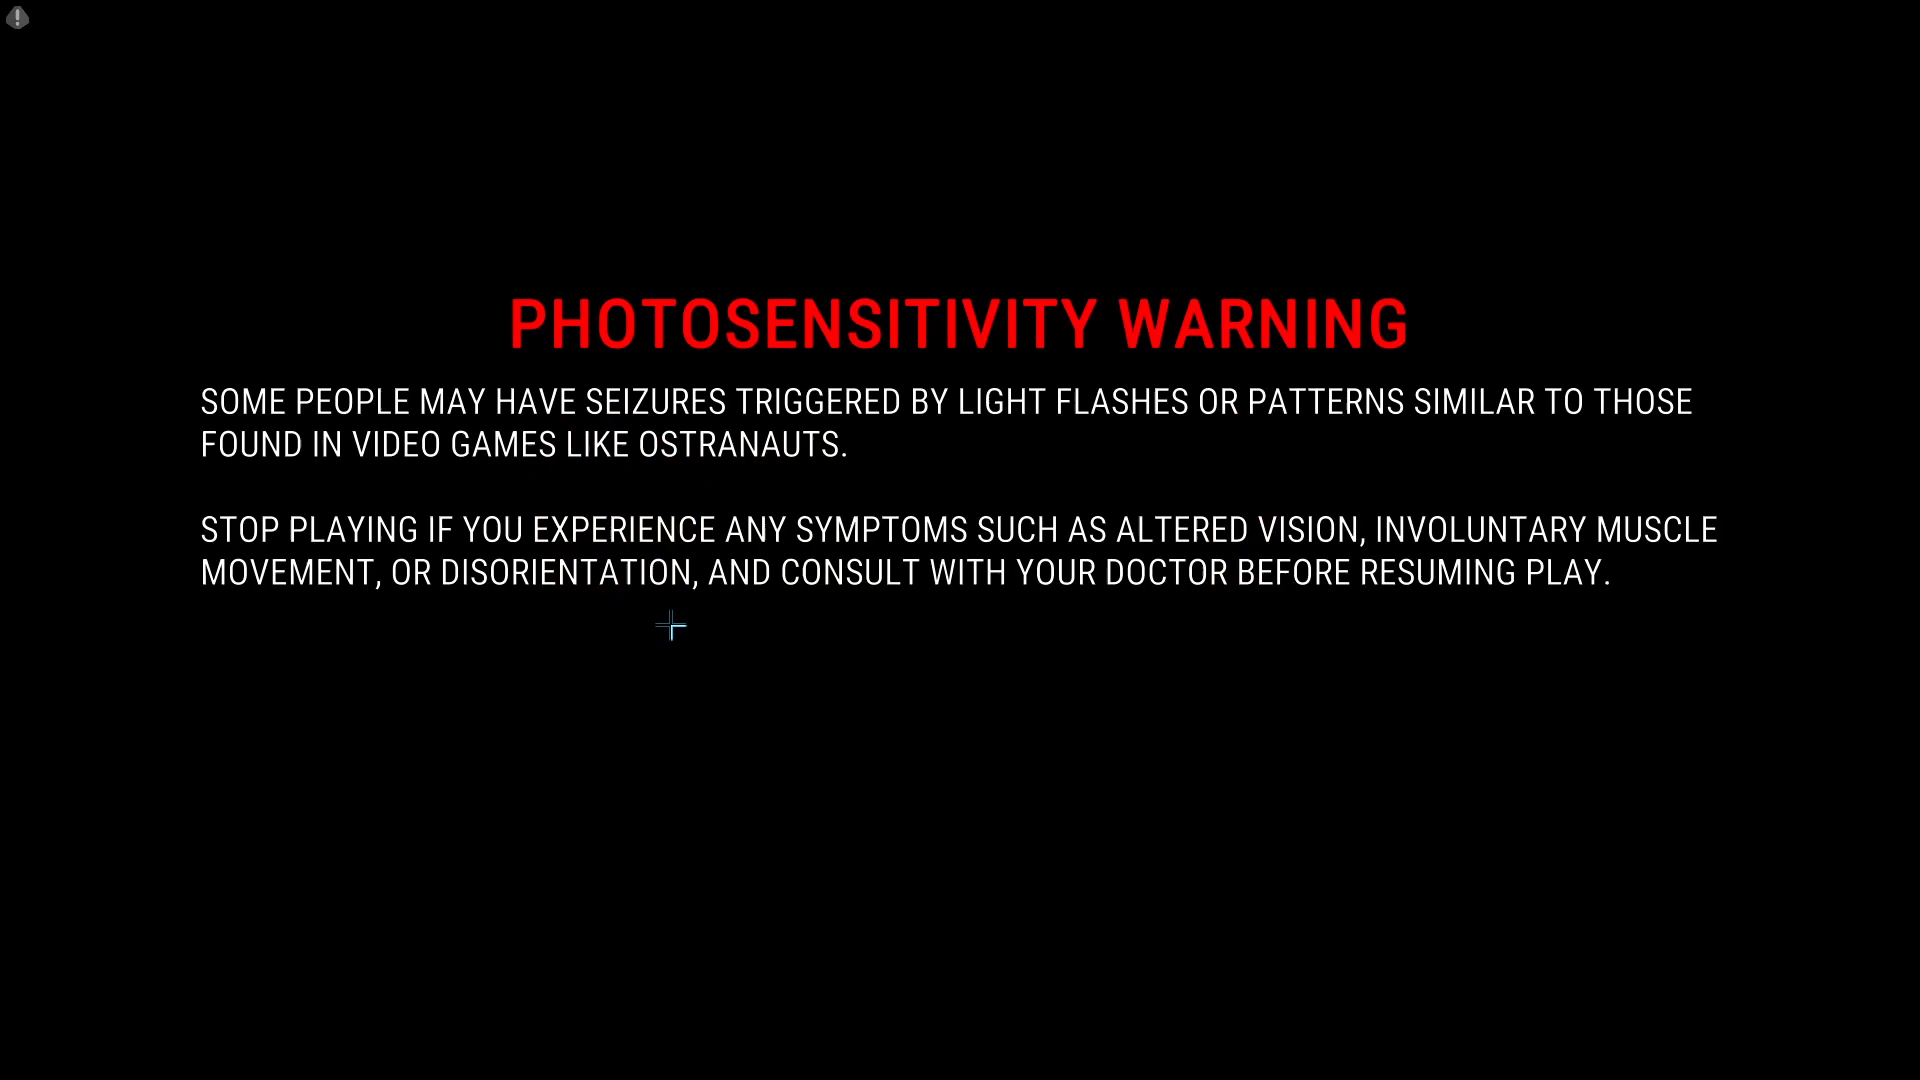 PHOTOSENSITIVITY WARNING
SOME PEOPLE MAY HAVE SEIZURES TRIGGERED BY LIGHT FLASHES OR PATTERNS SIMILAR TO THOSE
FOUND IN VIDEO GAMES LIKE OSTRANAUTS.
STOP PLAYING IF YOU EXPERIENCE ANY SYMPTOMS SUCH AS ALTERED VISION, INVOLUNTARY MUSCLE
MOVEMENT, OR DISORIENTATION, AND CONSULT WITH YOUR DOCTOR BEFORE RESUMING PLAY.